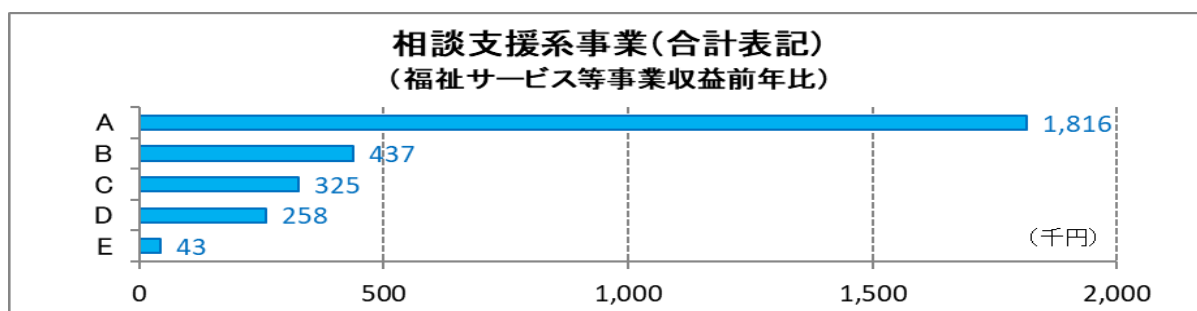 相談支援系事業(合計表記)
(福祉サービス等事業収益前年比)
A 1,816
B 437
C 325
D 258
E 43
(千円)
0 500 1,000 1,500 2,000